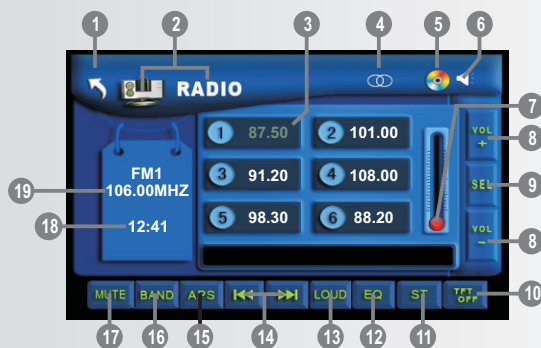 1 2 3 4 5 6
RADIO
7
1 87.50 2 101.00
VOL +
8
FM1
3 91.20 4 108.00
SEL
9
19
106.00MHZ
18
12:41
5 98.30 6 88.20
VOL -
8
MUTE BAND APS LOUD EQ ST TFT OFF
10
17 16 15 14 13 12 11